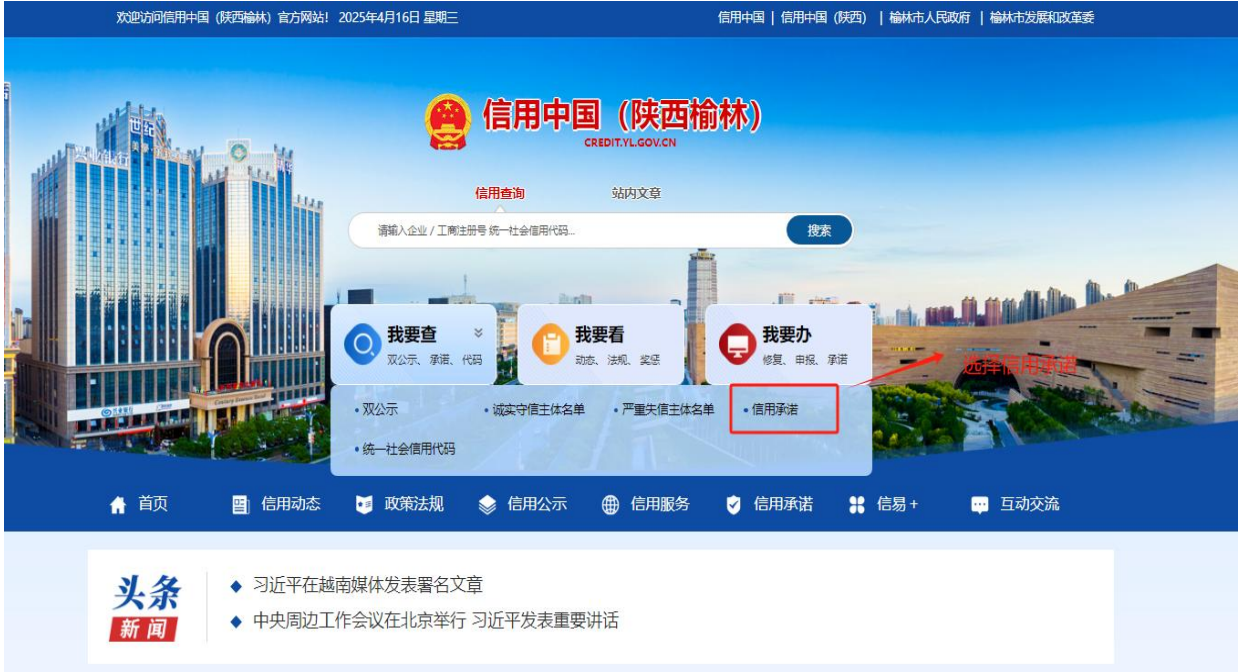 欢迎访问信用中国（陕西榆林）官方网站！ 2025年4月16日 星期三
信用中国 | 信用中国（陕西） | 榆林市人民政府 | 榆林市发展和改革委
信用中国（陕西榆林）
CREDIT.YL.GOV.CN
信用查询 站内文章
请输入企业 / 工商注册号 统一社会信用代码... 搜索
世纪
我要查 我要看 我要办
双公示、承诺、代码 动态、法规、奖惩 修复、申报、承诺
选择信用承诺
• 双公示 • 诚实守信主体名单 • 严重失信主体名单 • 信用承诺
• 统一社会信用代码
首页 信用动态 政策法规 信用公示 信用服务 信用承诺 信易+ 互动交流
头条
新闻
◆ 习近平在越南媒体发表署名文章
◆ 中央周边工作会议在北京举行 习近平发表重要讲话